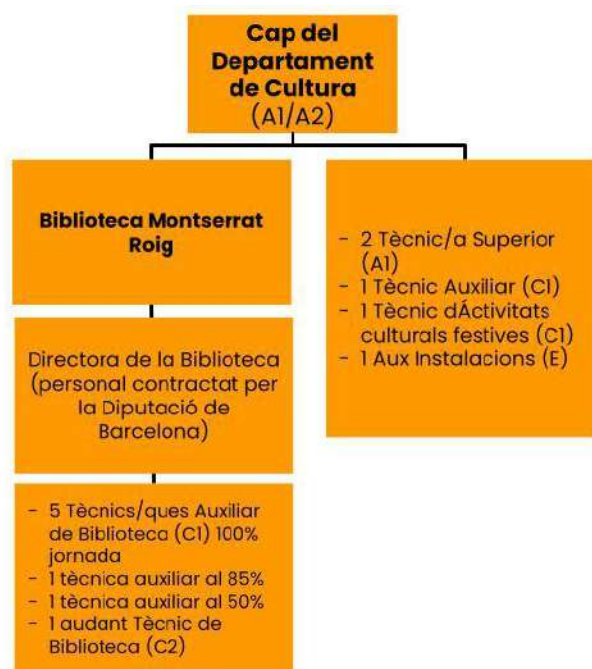 Cap del
Departament
de Cultura
(A1/A2)
Biblioteca Montserrat
Roig
Directora de la Biblioteca
(personal contractat per
la Diputació de
Barcelona)
- 5 Tècnics/ques Auxiliar
de Biblioteca (C1) 100%
jornada
- 1 tècnica auxiliar al 85%
- 1 tècnica auxiliar al 50%
- 1 audant Tècnic de
Biblioteca (C2)
- 2 Tècnic/a Superior
(A1)
- 1 Tècnic Auxiliar (C1)
- 1 Tècnic dÁctivitats
culturals festives (C1)
- 1 Aux Instalacions (E)